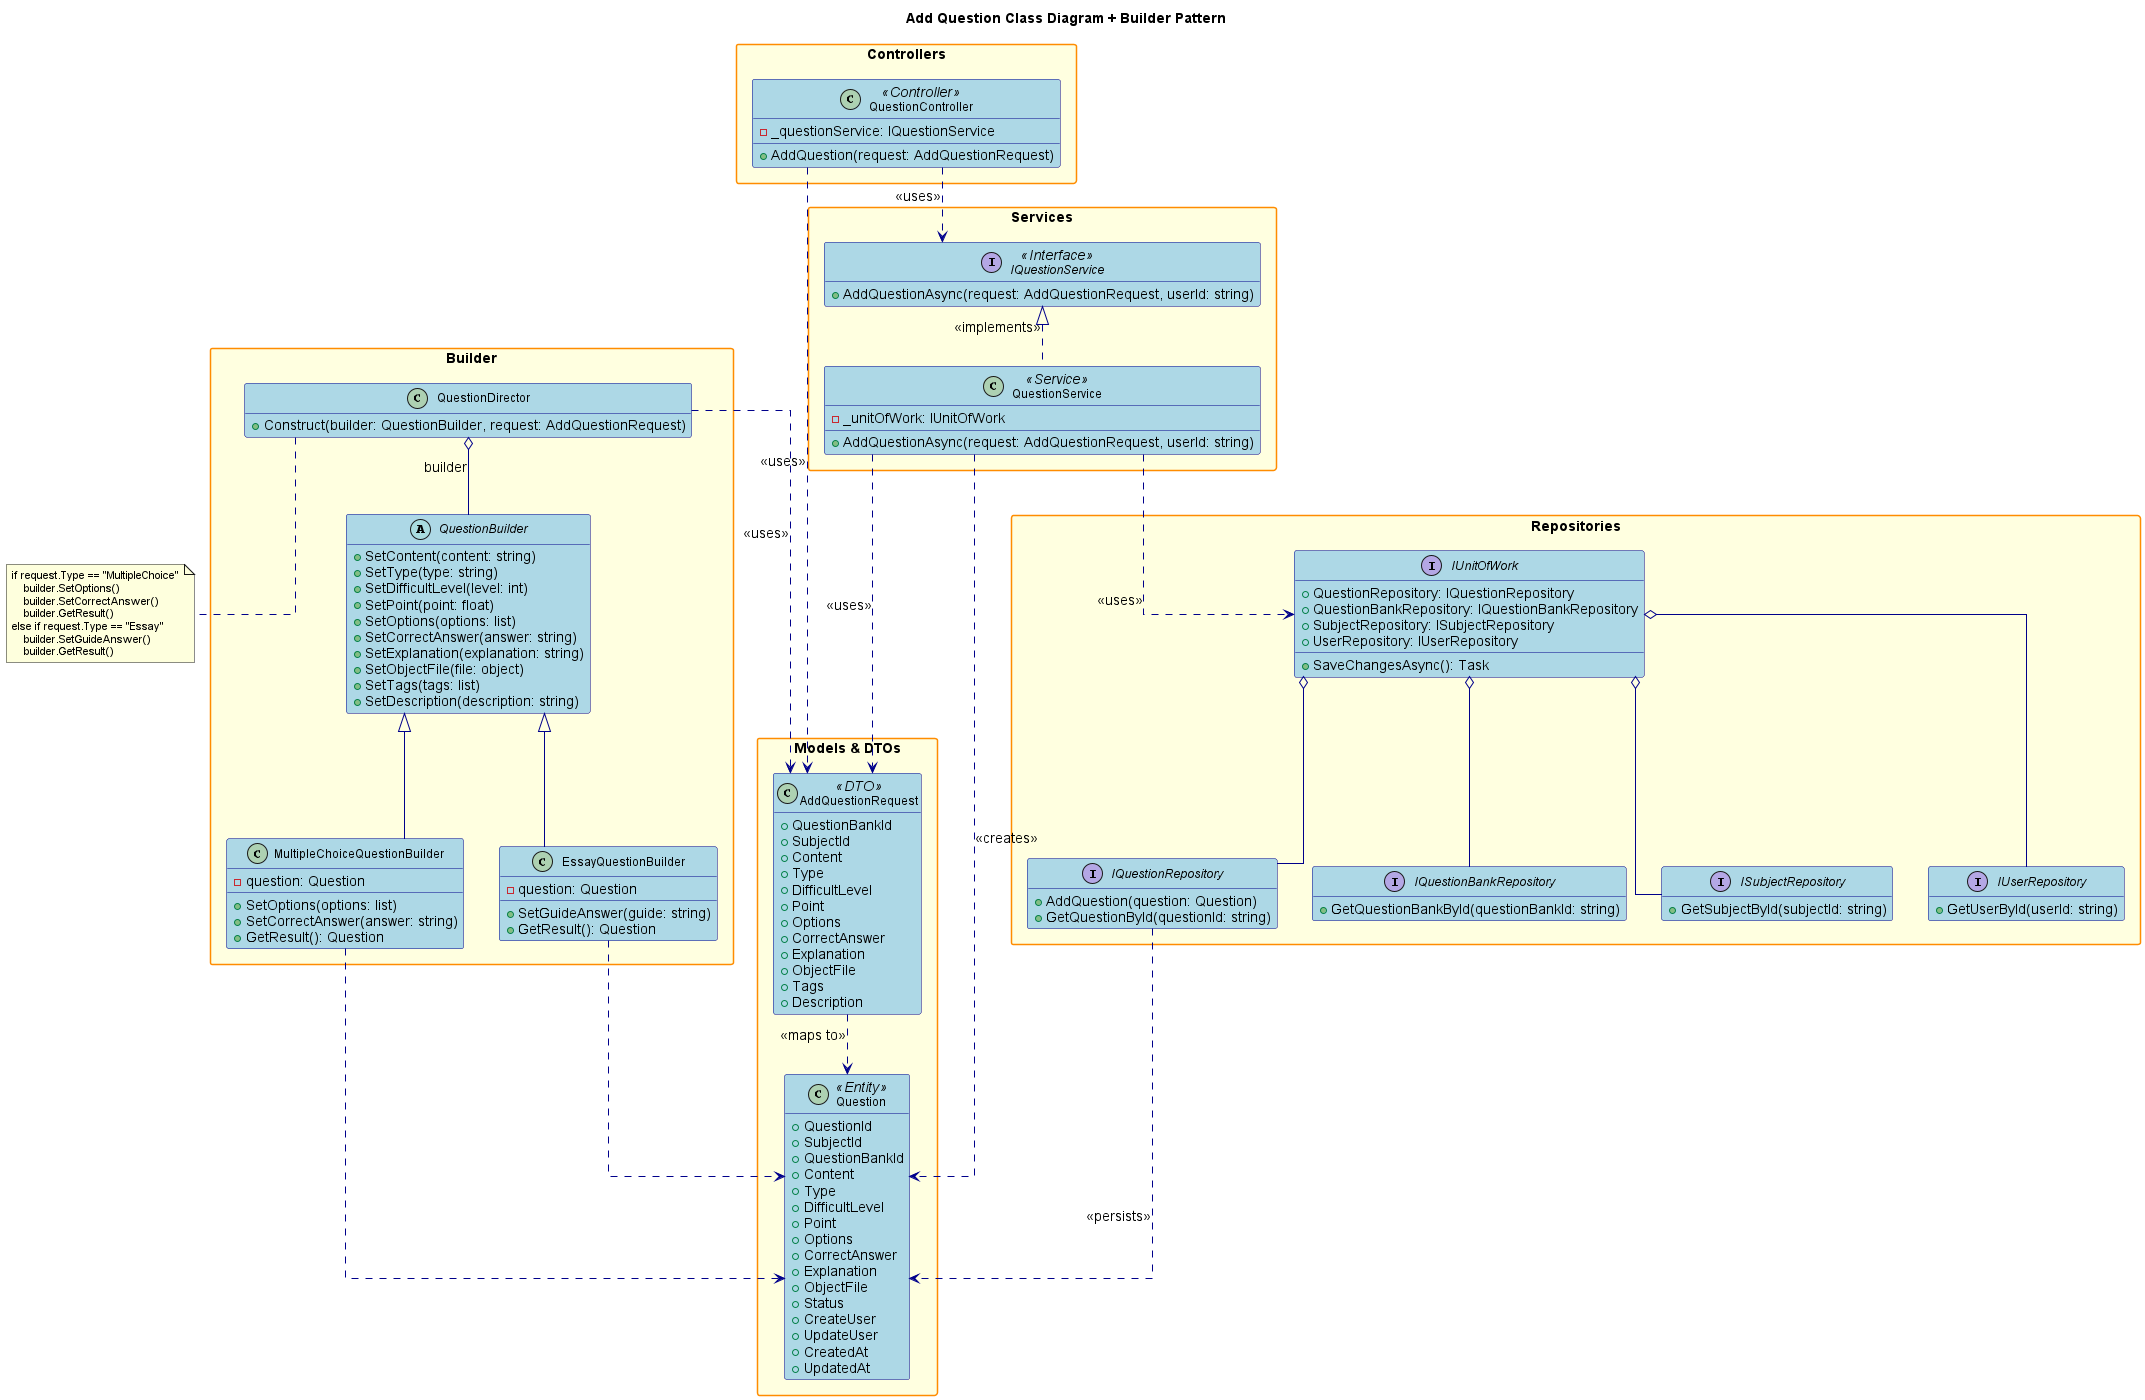 Add Question Class Diagram + Builder Pattern
Controllers
C
«Controller»
QuestionController
_questionService: IQuestionService
AddQuestion(request: AddQuestionRequest)
«uses»
Services
I
«Interface»
IQuestionService
AddQuestionAsync(request: AddQuestionRequest, userId: string)
«implements»
C
«Service»
QuestionService
_unitOfWork: IUnitOfWork
AddQuestionAsync(request: AddQuestionRequest, userId: string)
Builder
C QuestionDirector
Construct(builder: QuestionBuilder, request: AddQuestionRequest)
builder
«uses»
«uses»
«uses»
«uses»
A QuestionBuilder
SetContent(content: string)
SetType(type: string)
SetDifficultLevel(level: int)
SetPoint(point: float)
SetOptions(options: list)
SetCorrectAnswer(answer: string)
SetExplanation(explanation: string)
SetObjectFile(file: object)
SetTags(tags: list)
SetDescription(description: string)
if request.Type == "MultipleChoice"
builder.SetOptions()
builder.SetCorrectAnswer()
builder.GetResult()
else if request.Type == "Essay"
builder.SetGuideAnswer()
builder.GetResult()
C MultipleChoiceQuestionBuilder
question: Question
SetOptions(options: list)
SetCorrectAnswer(answer: string)
GetResult(): Question
C EssayQuestionBuilder
question: Question
SetGuideAnswer(guide: string)
GetResult(): Question
Repositories
I IUnitOfWork
QuestionRepository: IQuestionRepository
QuestionBankRepository: IQuestionBankRepository
SubjectRepository: ISubjectRepository
UserRepository: IUserRepository
SaveChangesAsync(): Task
I IQuestionRepository
AddQuestion(question: Question)
GetQuestionById(questionId: string)
I IQuestionBankRepository
GetQuestionBankById(questionBankId: string)
I ISubjectRepository
GetSubjectById(subjectId: string)
I IUserRepository
GetUserById(userId: string)
«creates»
Models & DTOs
C
«DTO»
AddQuestionRequest
QuestionBankId
SubjectId
Content
Type
DifficultLevel
Point
Options
CorrectAnswer
Explanation
ObjectFile
Tags
Description
«maps to»
C
«Entity»
Question
QuestionId
SubjectId
QuestionBankId
Content
Type
DifficultLevel
Point
Options
CorrectAnswer
Explanation
ObjectFile
Status
CreateUser
UpdateUser
CreatedAt
UpdatedAt
«persists»